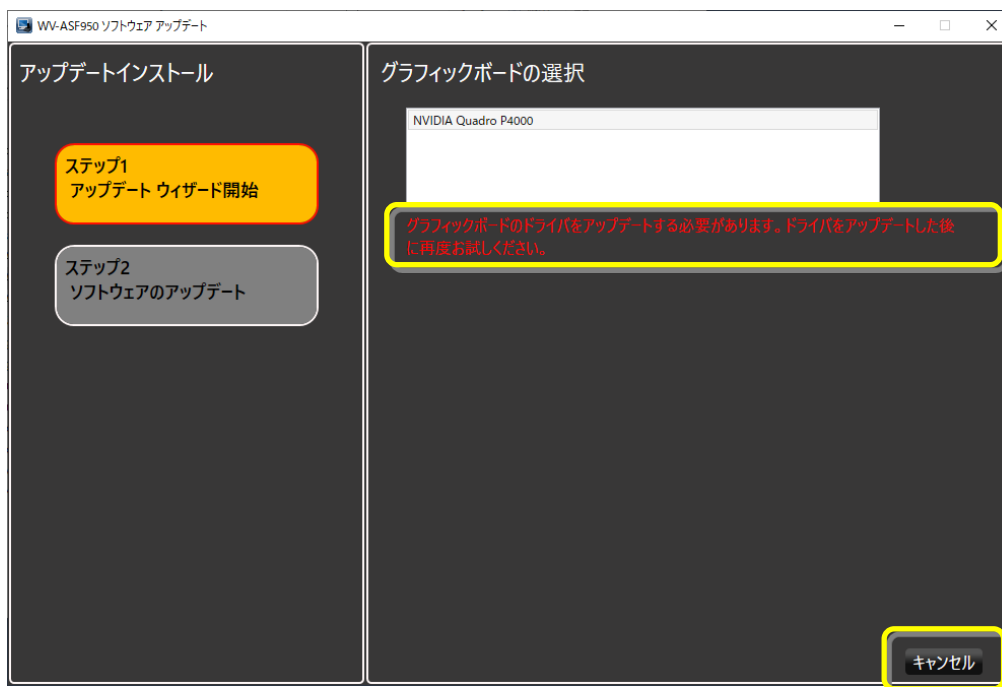 WV-ASF950 ソフトウェア アップデート
アップデートインストール
ステップ1
アップデート ウィザード開始
ステップ2
ソフトウェアのアップデート
グラフィックボードの選択
NVIDIA Quadro P4000
グラフィックボードのドライバをアップデートする必要があります。ドライバをアップデートした後
に再度お試しください。
キャンセル